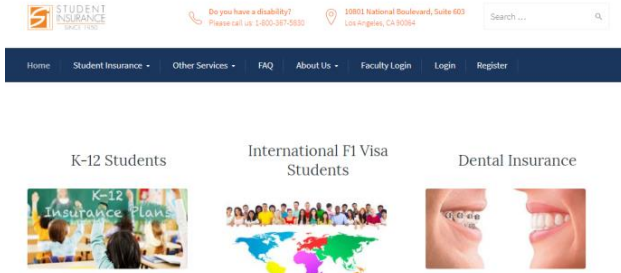 STUDENT
INSURANCE
SINCE 1950
Do you have a disability?
Please call us: 1-800-367-5830
10801 National Boulevard, Suite 603
Los Angeles, CA 90064
Search ...
Home
Student Insurance
Other Services
FAQ
About Us
Faculty Login
Login
Register
K-12 Students
International F1 Visa
Students
Dental Insurance
K-12
Insurance Plans